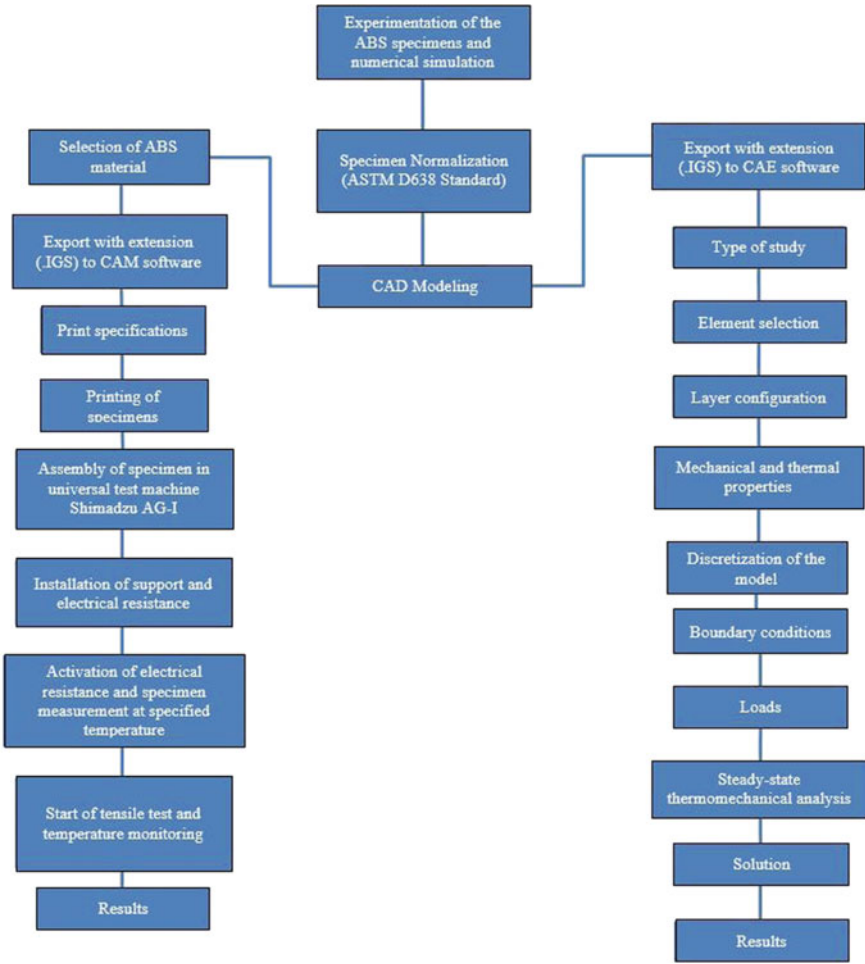 Experimentation of the
ABS specimens and
numerical simulation
Specimen Normalization
(ASTM D638 Standard)
CAD Modeling
Selection of ABS
material
Export with extension
(.IGS) to CAM software
Print specifications
Printing of
specimens
Assembly of specimen in
universal test machine
Shimadzu AG-I
Installation of support and
electrical resistance
Activation of electrical
resistance and specimen
measurement at specified
temperature
Start of tensile test and
temperature monitoring
Results
Export with extension
(.IGS) to CAE software
Type of study
Element selection
Layer configuration
Mechanical and thermal
properties
Discretization of the
model
Boundary conditions
Loads
Steady-state
thermomechanical analysis
Solution
Results